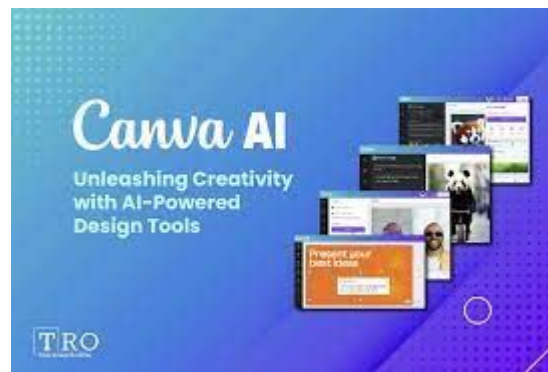 Canva AI
Unleashing Creativity
with AI-Powered
Design Tools
Present your
best ideas
TRO